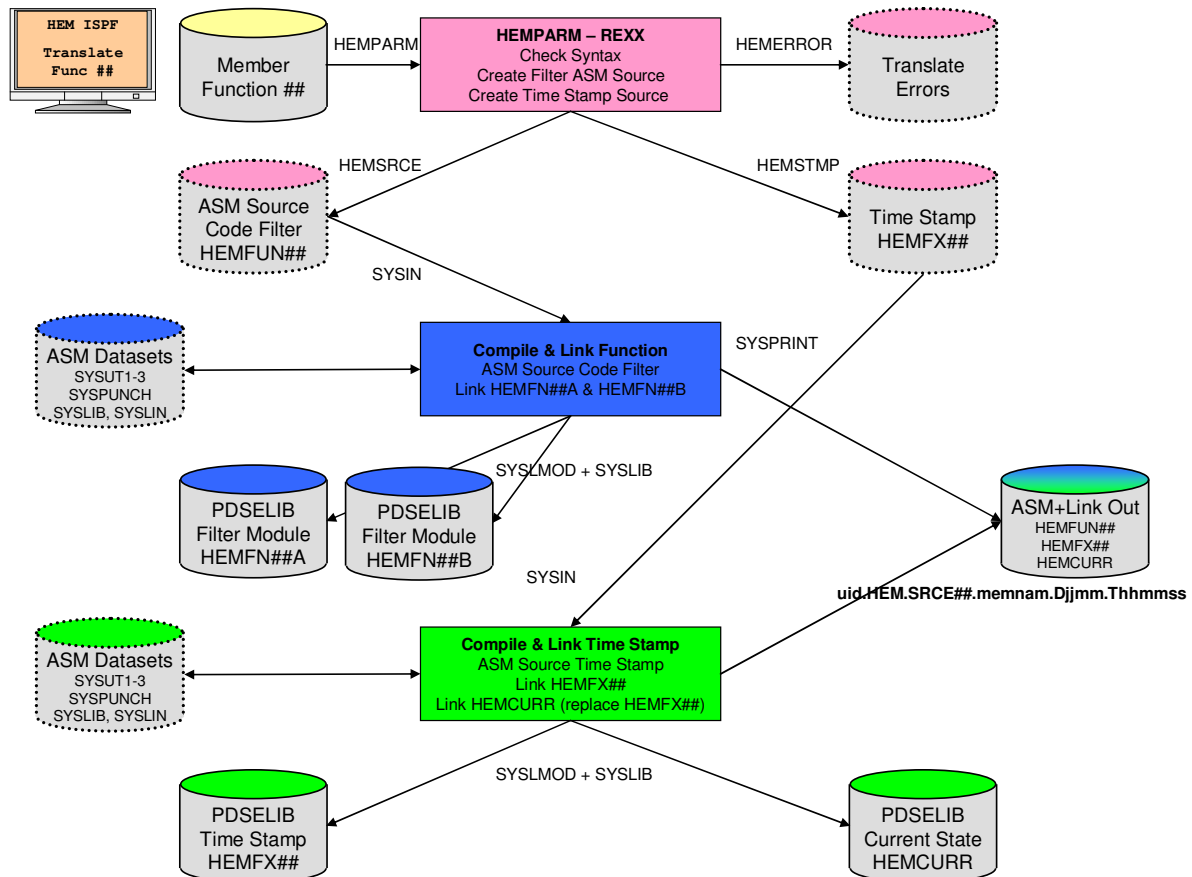 HEM ISPF
Translate
Func ##
Member
Function ##
HEMPARM
HEMPARM – REXX
Check Syntax
Create Filter ASM Source
Create Time Stamp Source
HEMERROR
Translate
Errors
HEMSRCE
HEMSTMP
ASM Source
Code Filter
HEMFUN##
Time Stamp
HEMFX##
SYSIN
ASM Datasets
SYSUT1-3
SYSPUNCH
SYSLIB, SYSLIN
Compile & Link Function
ASM Source Code Filter
Link HEMFN##A & HEMFN##B
SYSPRINT
SYSLMOD + SYSLIB
PDSELIB
Filter Module
HEMFN##A
PDSELIB
Filter Module
HEMFN##B
ASM+Link Out
HEMFUN##
HEMFX##
HEMCURR
SYSIN
uid.HEM.SRCE##.memnam.Djjmm.Thhmmss
ASM Datasets
SYSUT1-3
SYSPUNCH
SYSLIB, SYSLIN
Compile & Link Time Stamp
ASM Source Time Stamp
Link HEMFX##
Link HEMCURR (replace HEMFX##)
SYSLMOD + SYSLIB
PDSELIB
Time Stamp
HEMFX##
PDSELIB
Current State
HEMCURR